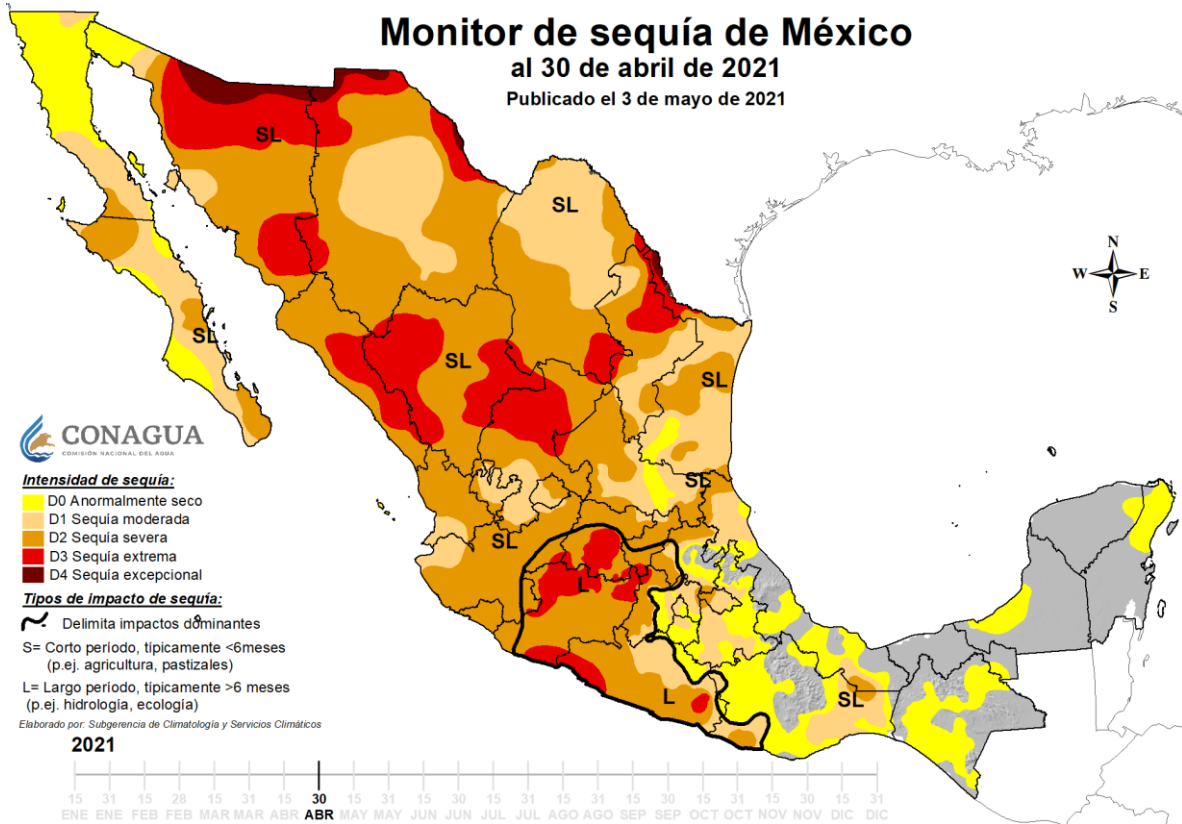 Monitor de sequía de México
al 30 de abril de 2021
Publicado el 3 de mayo de 2021
SL
SL
N
W E
S
SL
SL
SL
CONAGUA
COMISIÓN NACIONAL DEL AGUA
Intensidad de sequía:
D0 Anormalmente seco
D1 Sequía moderada
D2 Sequía severa
D3 Sequía extrema
D4 Sequía excepcional
SL
SL
L
Tipos de impacto de sequía:
Delimita impactos dominantes
S= Corto período, típicamente <6meses
(p.ej. agricultura, pastizales)
L= Largo período, típicamente >6 meses
(p.ej. hidrología, ecología)
L
SL
Elaborado por: Subgerencia de Climatología y Servicios Climáticos
2021
15 31 15 28 15 31 15 30 15 31 15 30 15 31 15 31 15 30 15 31 15 30 15 31
ENE ENE FEB FEB MAR MAR ABR ABR MAY MAY JUN JUN JUL JUL AGO AGO SEP SEP OCT OCT NOV NOV DIC DIC